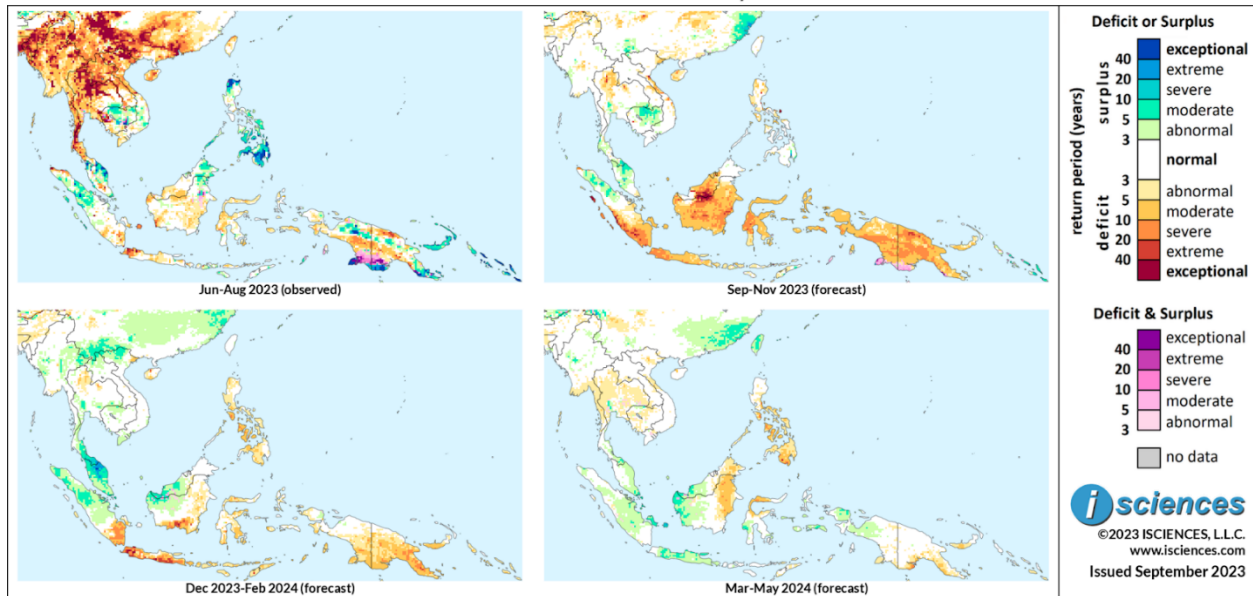 Jun-Aug 2023 (observed)
Sep-Nov 2023 (forecast)
Dec 2023-Feb 2024 (forecast)
Mar-May 2024 (forecast)
Deficit or Surplus
return period (years)
surplus
deficit
exceptional
40
extreme
20
severe
10
moderate
5
abnormal
3
normal
3
abnormal
5
moderate
10
severe
20
extreme
40
exceptional
Deficit & Surplus
exceptional
40
extreme
20
severe
10
moderate
5
abnormal
3
no data
i sciences
©2023 ISCIENCES, L.L.C.
www.isciences.com
Issued September 2023